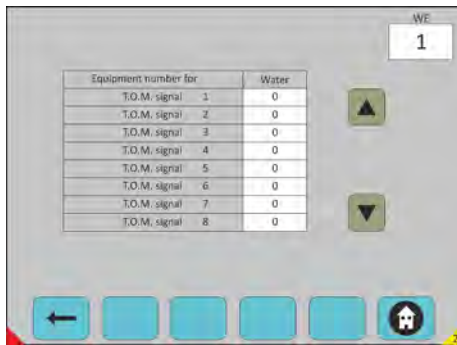 WE
1
Equipment number for Water
T.O.M. signal 1 0
T.O.M. signal 2 0
T.O.M. signal 3 0
T.O.M. signal 4 0
T.O.M. signal 5 0
T.O.M. signal 6 0
T.O.M. signal 7 0
T.O.M. signal 8 0
2